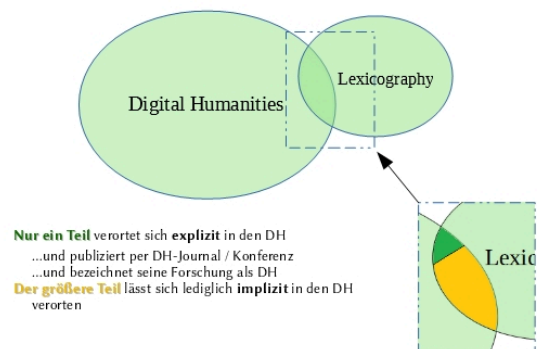 Digital Humanities
Lexicography
Nur ein Teil verortet sich explizit in den DH
...und publiziert per DH-Journal / Konferenz
...und bezeichnet seine Forschung als DH
Der größere Teil lässt sich lediglich implizit in den DH
verorten
Lexic